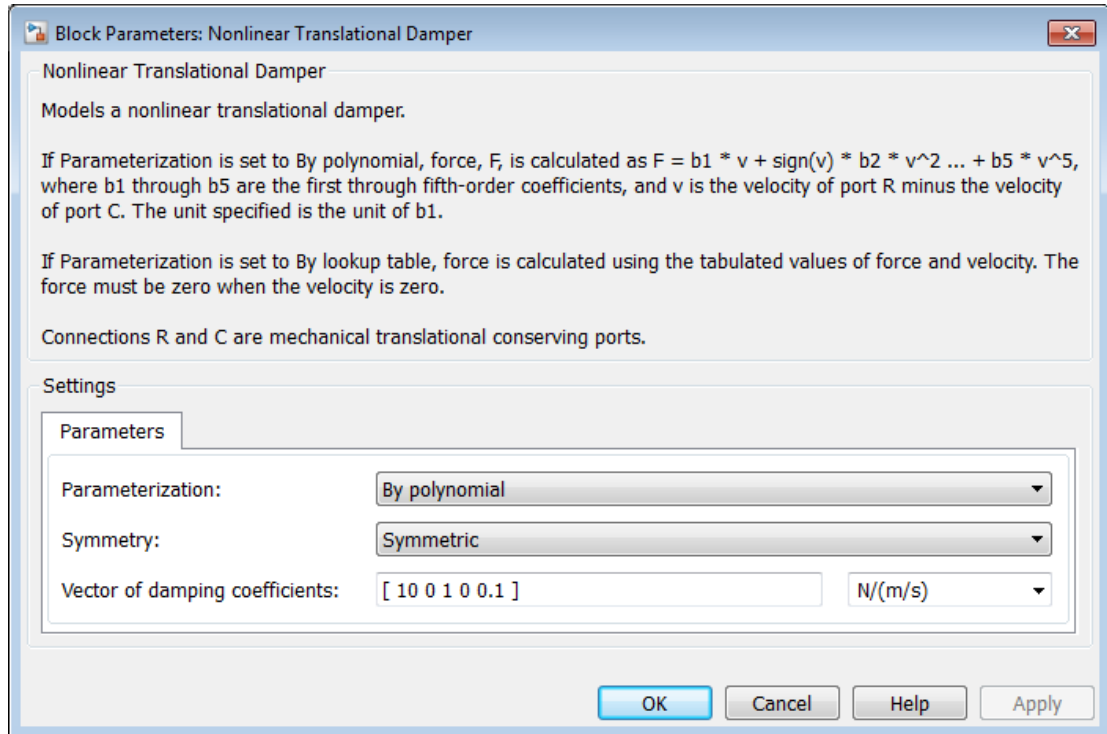 Block Parameters: Nonlinear Translational Damper
Nonlinear Translational Damper
Models a nonlinear translational damper.
If Parameterization is set to By polynomial, force, F, is calculated as F = b1 * v + sign(v) * b2 * v^2 ... + b5 * v^5,
where b1 through b5 are the first through fifth-order coefficients, and v is the velocity of port R minus the velocity
of port C. The unit specified is the unit of b1.
If Parameterization is set to By lookup table, force is calculated using the tabulated values of force and velocity. The
force must be zero when the velocity is zero.
Connections R and C are mechanical translational conserving ports.
Settings
Parameters
Parameterization: By polynomial
Symmetry: Symmetric
Vector of damping coefficients: [ 10 0 1 0 0.1 ] N/(m/s)
OK Cancel Help Apply